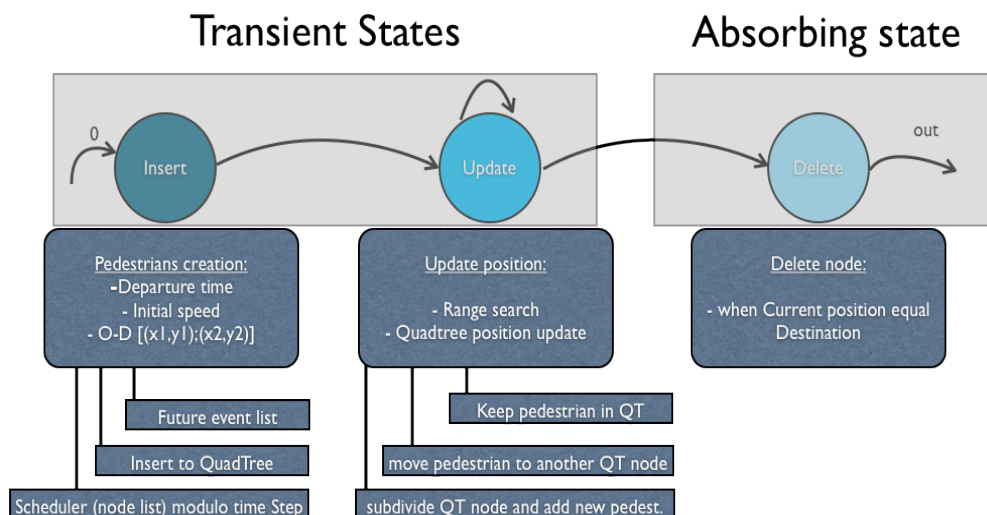 Transient States
Absorbing state
0
Insert
Update
Delete
out
Pedestrians creation:
-Departure time
- Initial speed
- O-D [(x1,y1);(x2,y2)]
Update position:
- Range search
- Quadtree position update
Delete node:
- when Current position equal
Destination
Future event list
Insert to QuadTree
Scheduler (node list) modulo time Step
Keep pedestrian in QT
move pedestrian to another QT node
subdivide QT node and add new pedest.